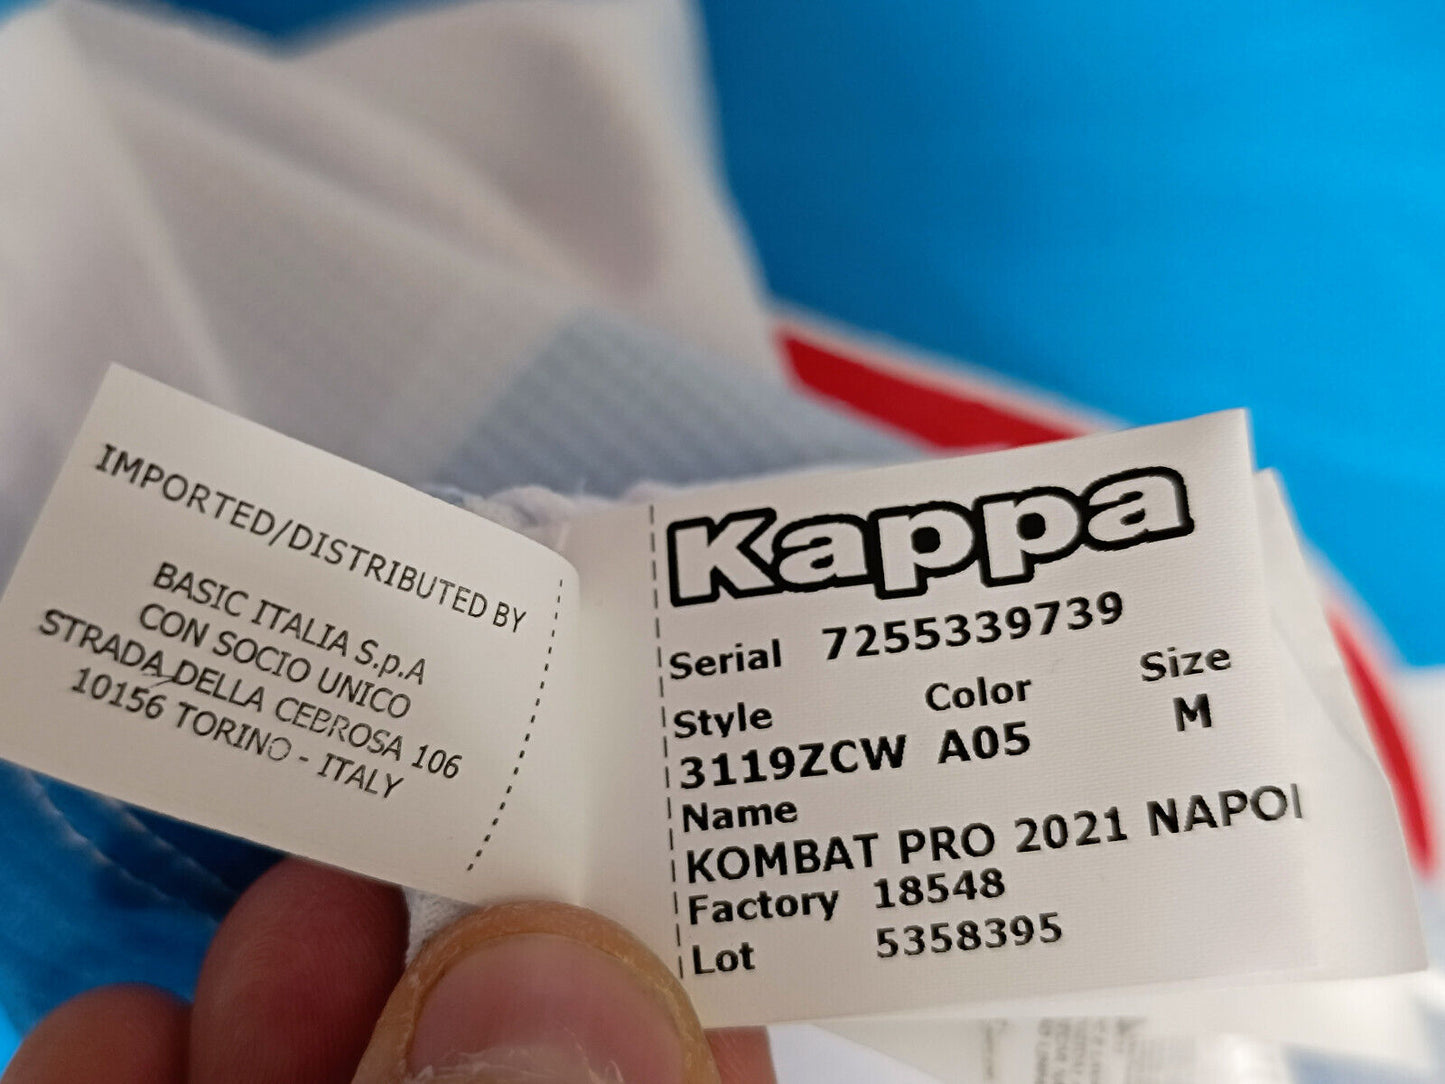 IMPORTED/DISTRIBUTED BY
BASIC ITALIA S.p.A
CON SOCIO UNICO
STRADA DELLA CEBROSA 106
10156 TORINO - ITALY
Kappa
Serial 7255339739
Style Color Size
3119ZCW A05 M
Name
KOMBAT PRO 2021 NAPOI
Factory 18548
Lot 5358395